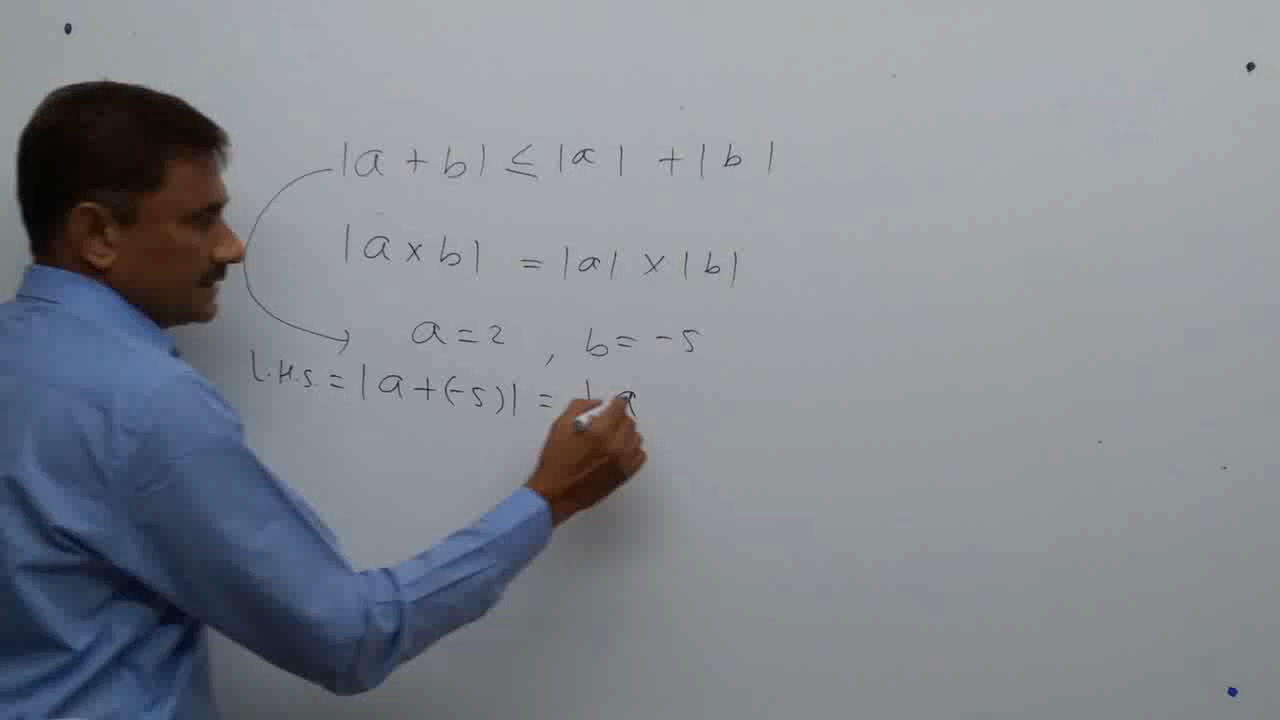 |a + b| ≤ |a| + |b|
|a × b| = |a| × |b|
a = 2 , b = -5
L.H.S. = |a + (-5)| = | a